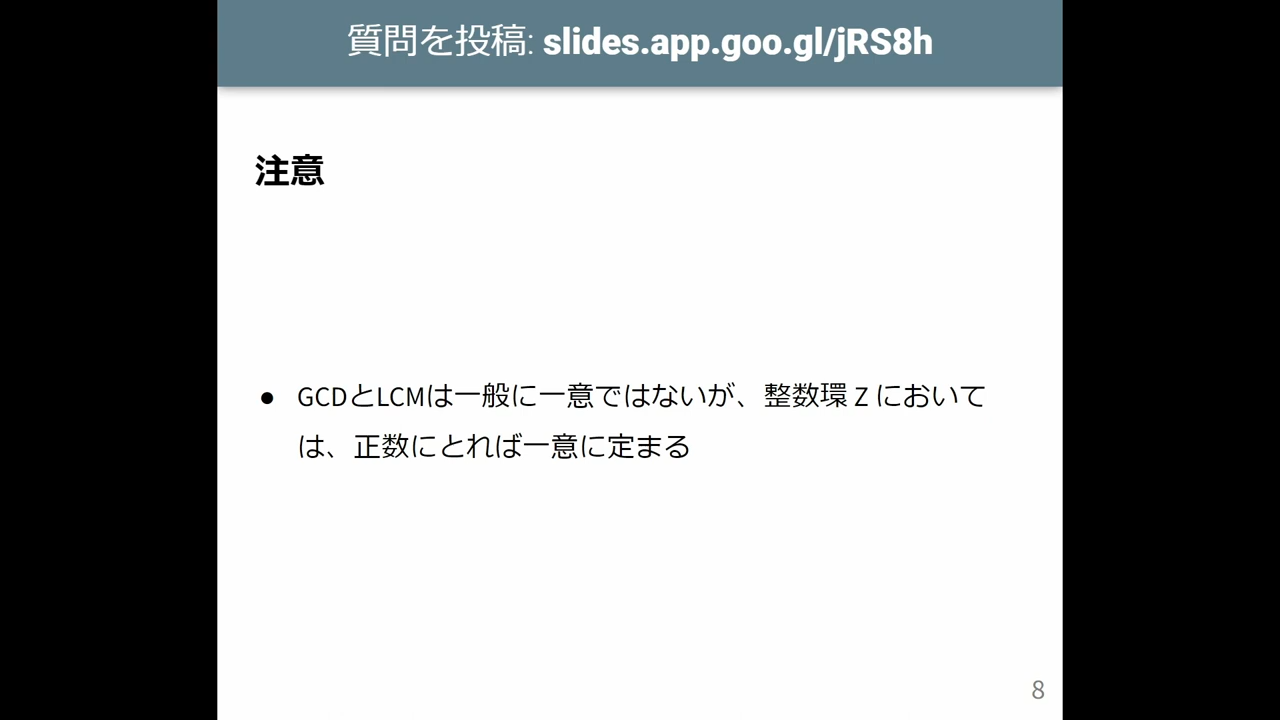 質問を投稿: slides.app.goo.gl/jRS8h
注意
● GCDとLCMは一般に一意ではないが、整数環 Z において
は、正数にとれば一意に定まる
8